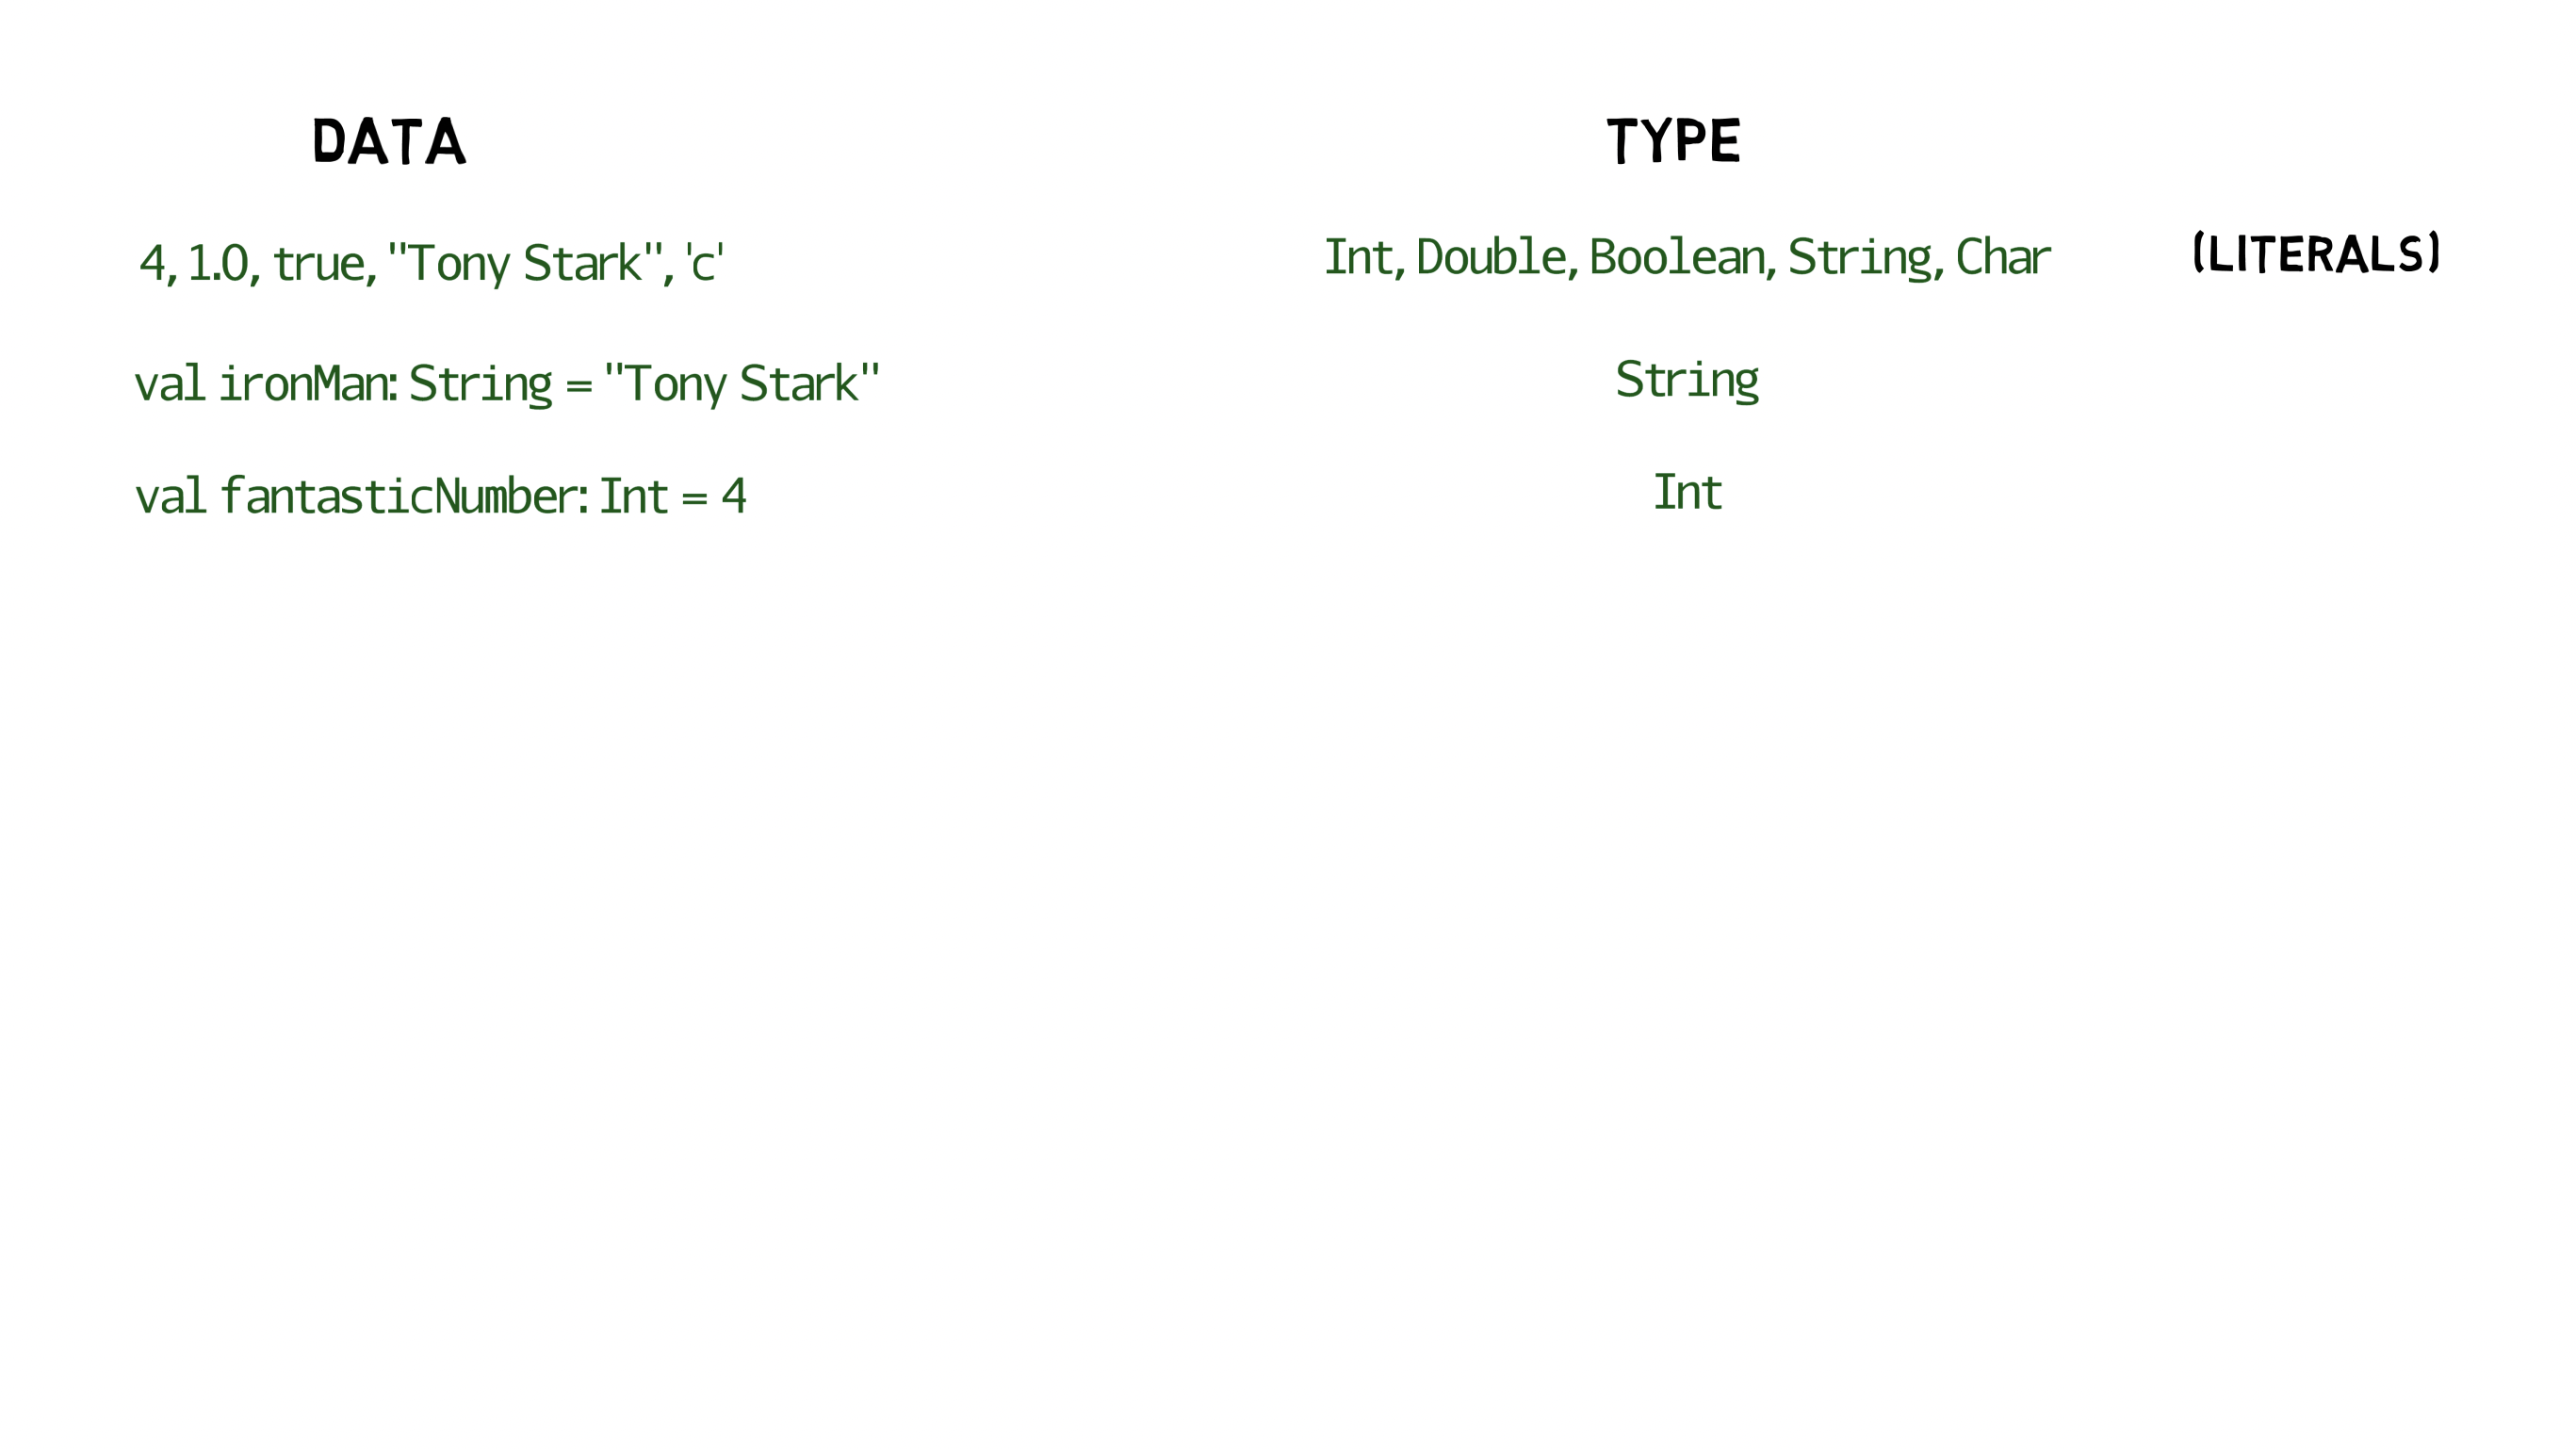 DATA TYPE
4, 1.0, true, "Tony Stark", 'c' Int, Double, Boolean, String, Char (LITERALS)
val ironMan: String = "Tony Stark" String
val fantasticNumber: Int = 4 Int